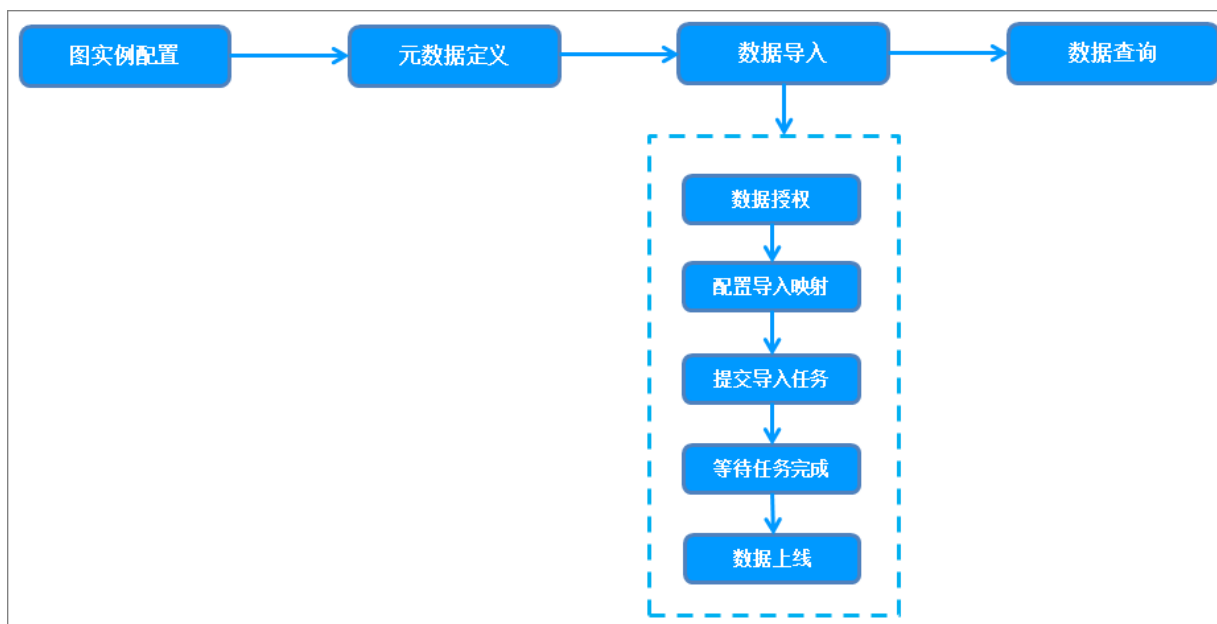 图实例配置
元数据定义
数据导入
数据查询
数据授权
配置导入映射
提交导入任务
等待任务完成
数据上线